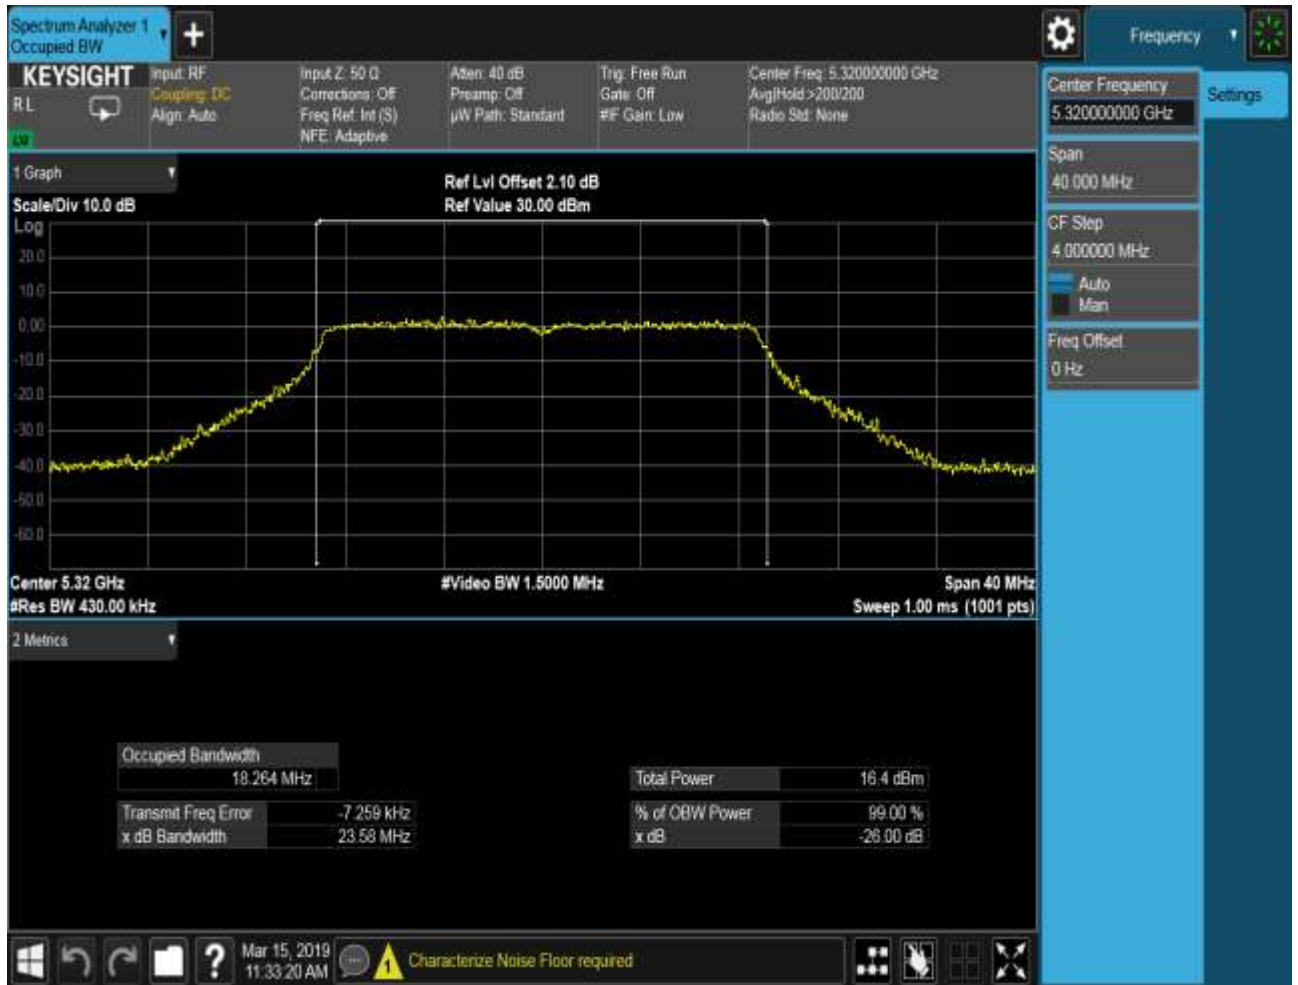 Spectrum Analyzer 1
Occupied BW
Frequency
KEYSIGHT
R L
Input: RF
Coupling: DC
Align: Auto
Input Z: 50 Ω
Corrections: Off
Freq Ref: Int (S)
NFE: Adaptive
Atten: 40 dB
Preamp: Off
µW Path: Standard
Trig: Free Run
Gate: Off
#IF Gain: Low
Center Freq: 5.320000000 GHz
Avg|Hold:>200/200
Radio Std: None
Center Frequency
5.320000000 GHz
Settings
Span
40.000 MHz
CF Step
4.000000 MHz
Auto
Man
Freq Offset
0 Hz
1 Graph
Scale/Div 10.0 dB
Ref Lvl Offset 2.10 dB
Ref Value 30.00 dBm
Log
20.0
10.0
0.00
-10.0
-20.0
-30.0
-40.0
-50.0
-60.0
Center 5.32 GHz
#Video BW 1.5000 MHz
Span 40 MHz
#Res BW 430.00 kHz
Sweep 1.00 ms (1001 pts)
2 Metrics
Occupied Bandwidth
18.264 MHz
Total Power 16.4 dBm
Transmit Freq Error -7.259 kHz
% of OBW Power 99.00 %
x dB Bandwidth 23.58 MHz
x dB -26.00 dB
?
Mar 15, 2019
11:33:20 AM
1
Characterize Noise Floor required